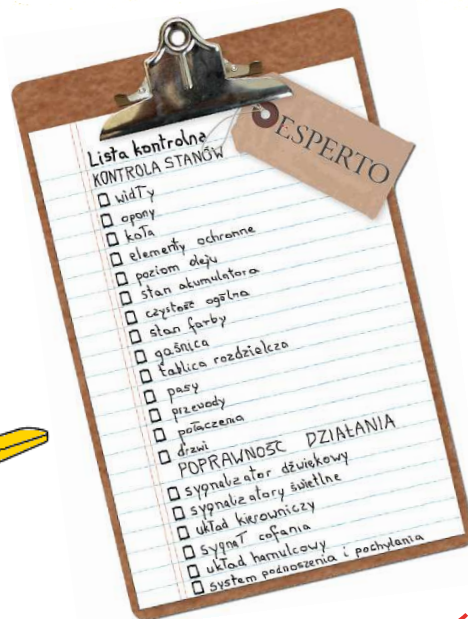 ESPERTO
Lista kontrolna
KONTROLA STANÓW
widły
opony
koła
elementy ochronne
poziom oleju
stan akumulatora
czystość ogólna
stan farby
gaśnica
tablica rozdzielcza
pasy
przewody
połączenia
drzwi
POPRAWNOŚĆ DZIAŁANIA
sygnalizator dźwiękowy
sygnalizatory świetlne
układ kierowniczy
sygnał cofania
układ hamulcowy
system podnoszenia i pochylania